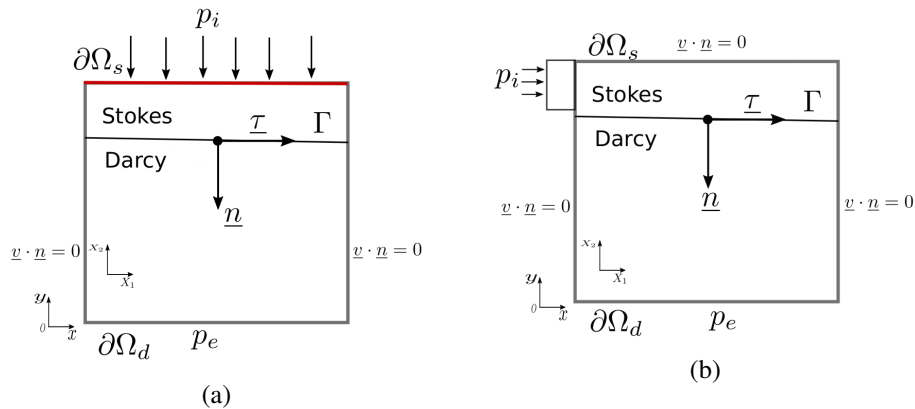 p_i
∂Ω_s
Stokes
τ
Γ
Darcy
n
v · n = 0
v · n = 0
X_2
X_1
y
0
x
∂Ω_d
p_e
(a)
∂Ω_s
v · n = 0
p_i
Stokes
τ
Γ
Darcy
n
v · n = 0
v · n = 0
X_2
X_1
y
0
x
∂Ω_d
p_e
(b)